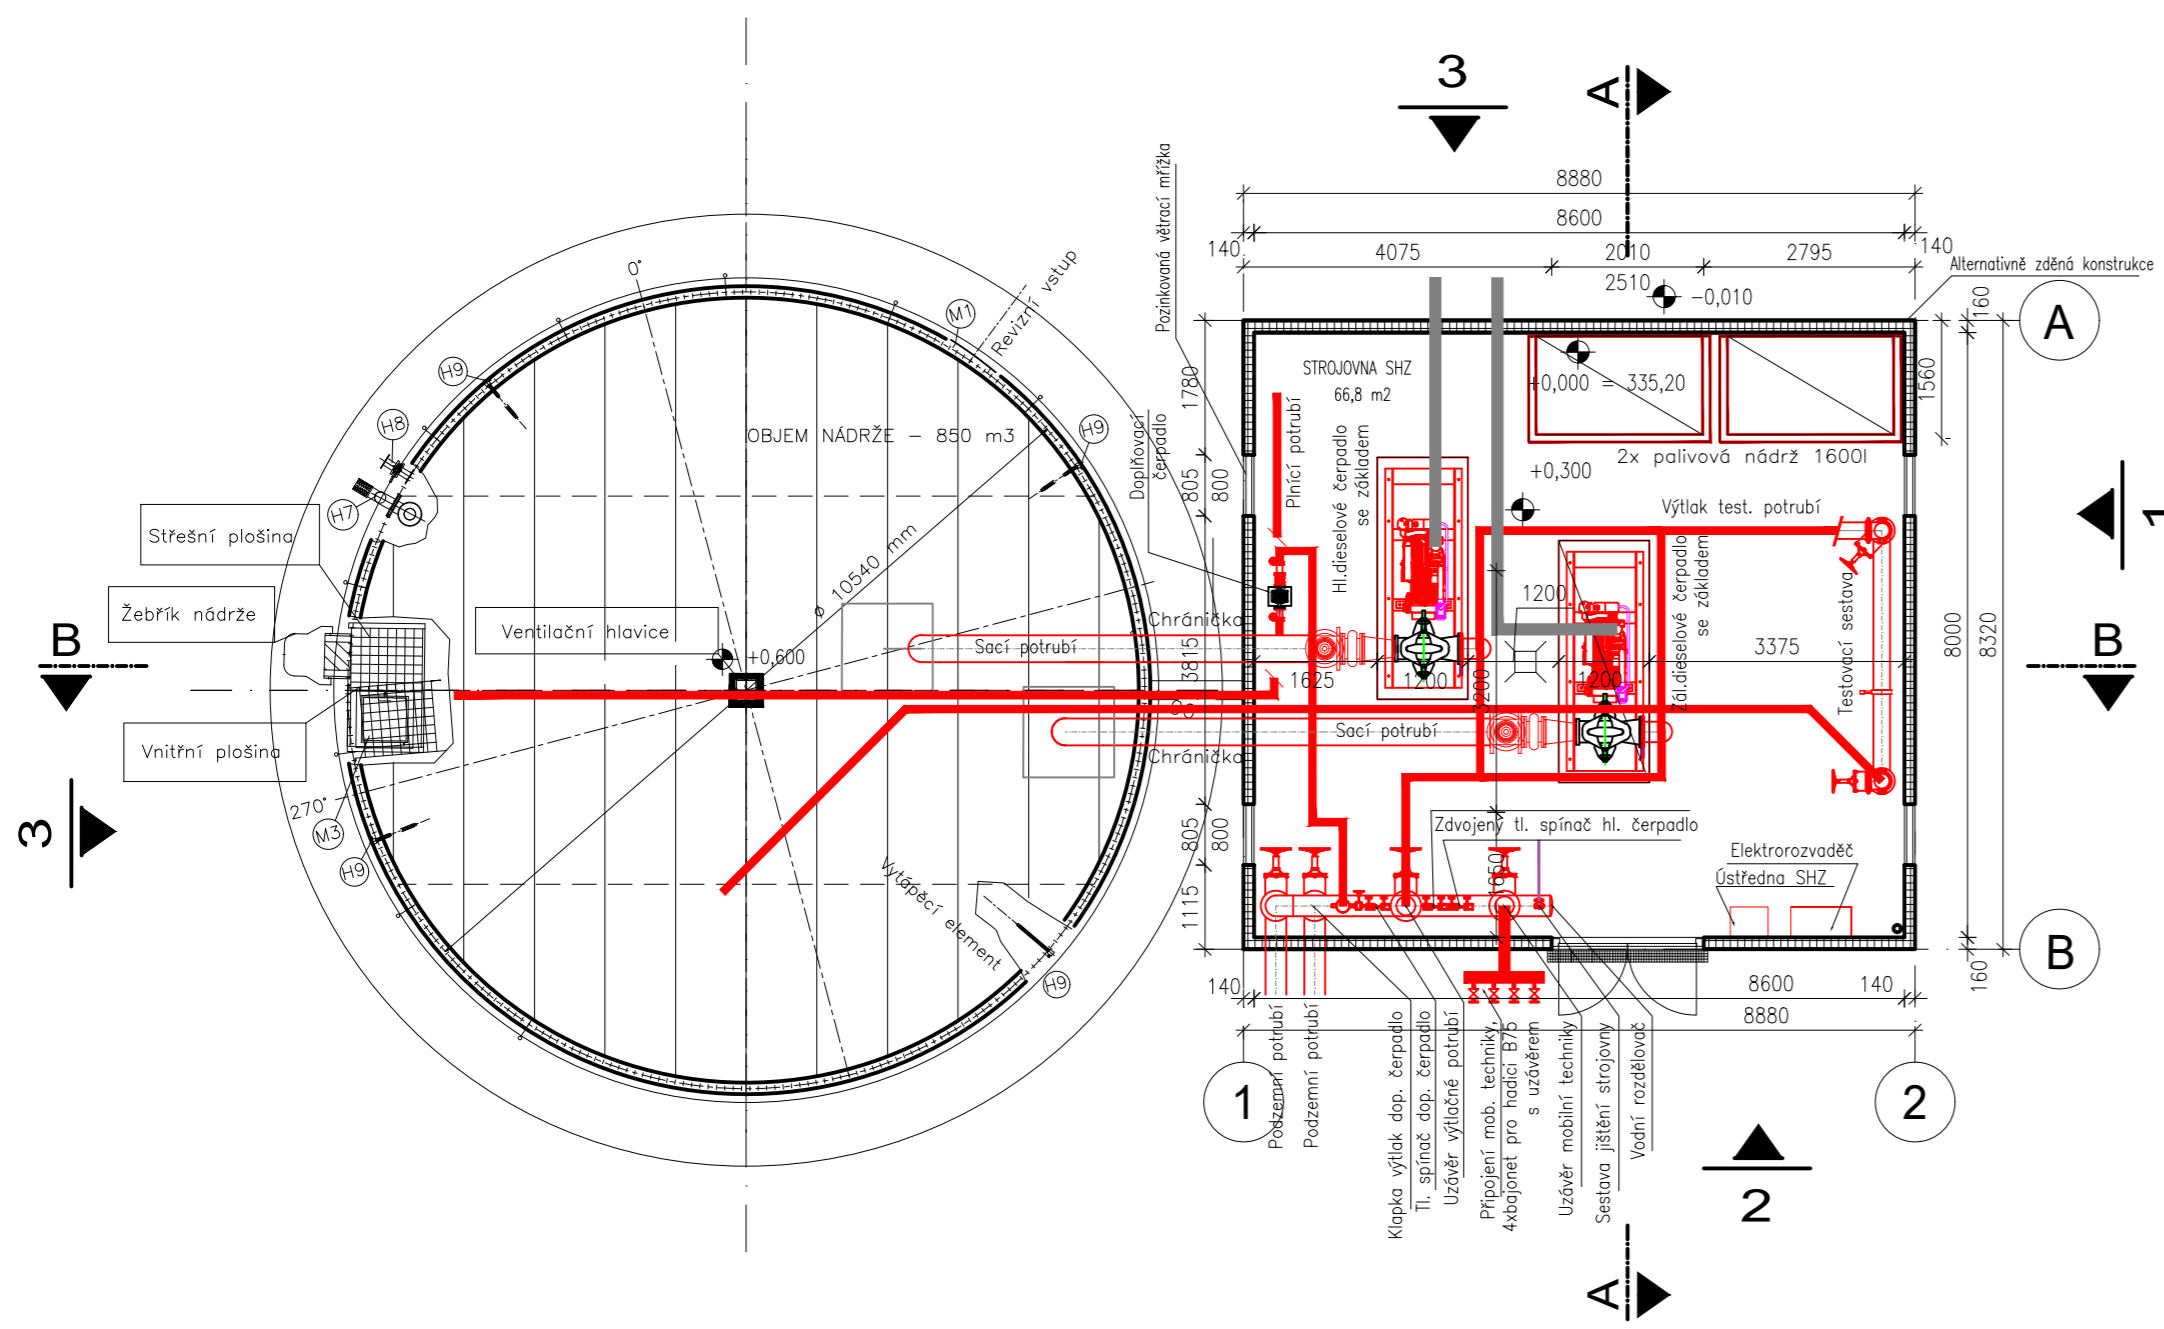 3
A
8880
8600
140
4075
2010
2795
140
2510
-0,010
Alternativně zděná konstrukce
160
A
Pozinkovaná větrací mřížka
1780
805
800
3815
805
800
1115
STROJOVNA SHZ
66,8 m2
+0,000 = 335,20
1560
2x palivová nádrž 1600l
+0,300
Výtlak test. potrubí
Plnící potrubí
Doplňovací
čerpadlo
Hl.dieselové čerpadlo
se základem
Zál.dieselové čerpadlo
se základem
Testovací sestava
1200
3375
1625
1200
1200
3200
1650
8000
8320
1
B
Chránička
Sací potrubí
Sací potrubí
Chránička
Zdvojený tl. spínač hl. čerpadlo
Elektrorozvaděč
Ústředna SHZ
B
160
140
8600
140
8880
1
2
Podzemní potrubí
Podzemní potrubí
Klapka výtlak dop. čerpadlo
Tl. spínač dop. čerpadlo
Uzávěr výtlačné potrubí
Připojení mob. techniky,
4xbajonet pro hadici B75
s uzávěrem
Uzávěr mobilní techniky
Sestava jištění strojovny
Vodní rozdělovač
2
A
0°
M1
Revizní vstup
H9
H8
H7
H9
OBJEM NÁDRŽE - 850 m3
ø 10540 mm
Střešní plošina
Žebřík nádrže
Ventilační hlavice
+0,600
B
Vnitřní plošina
270°
M3
H9
3
Vytápěcí element
H9